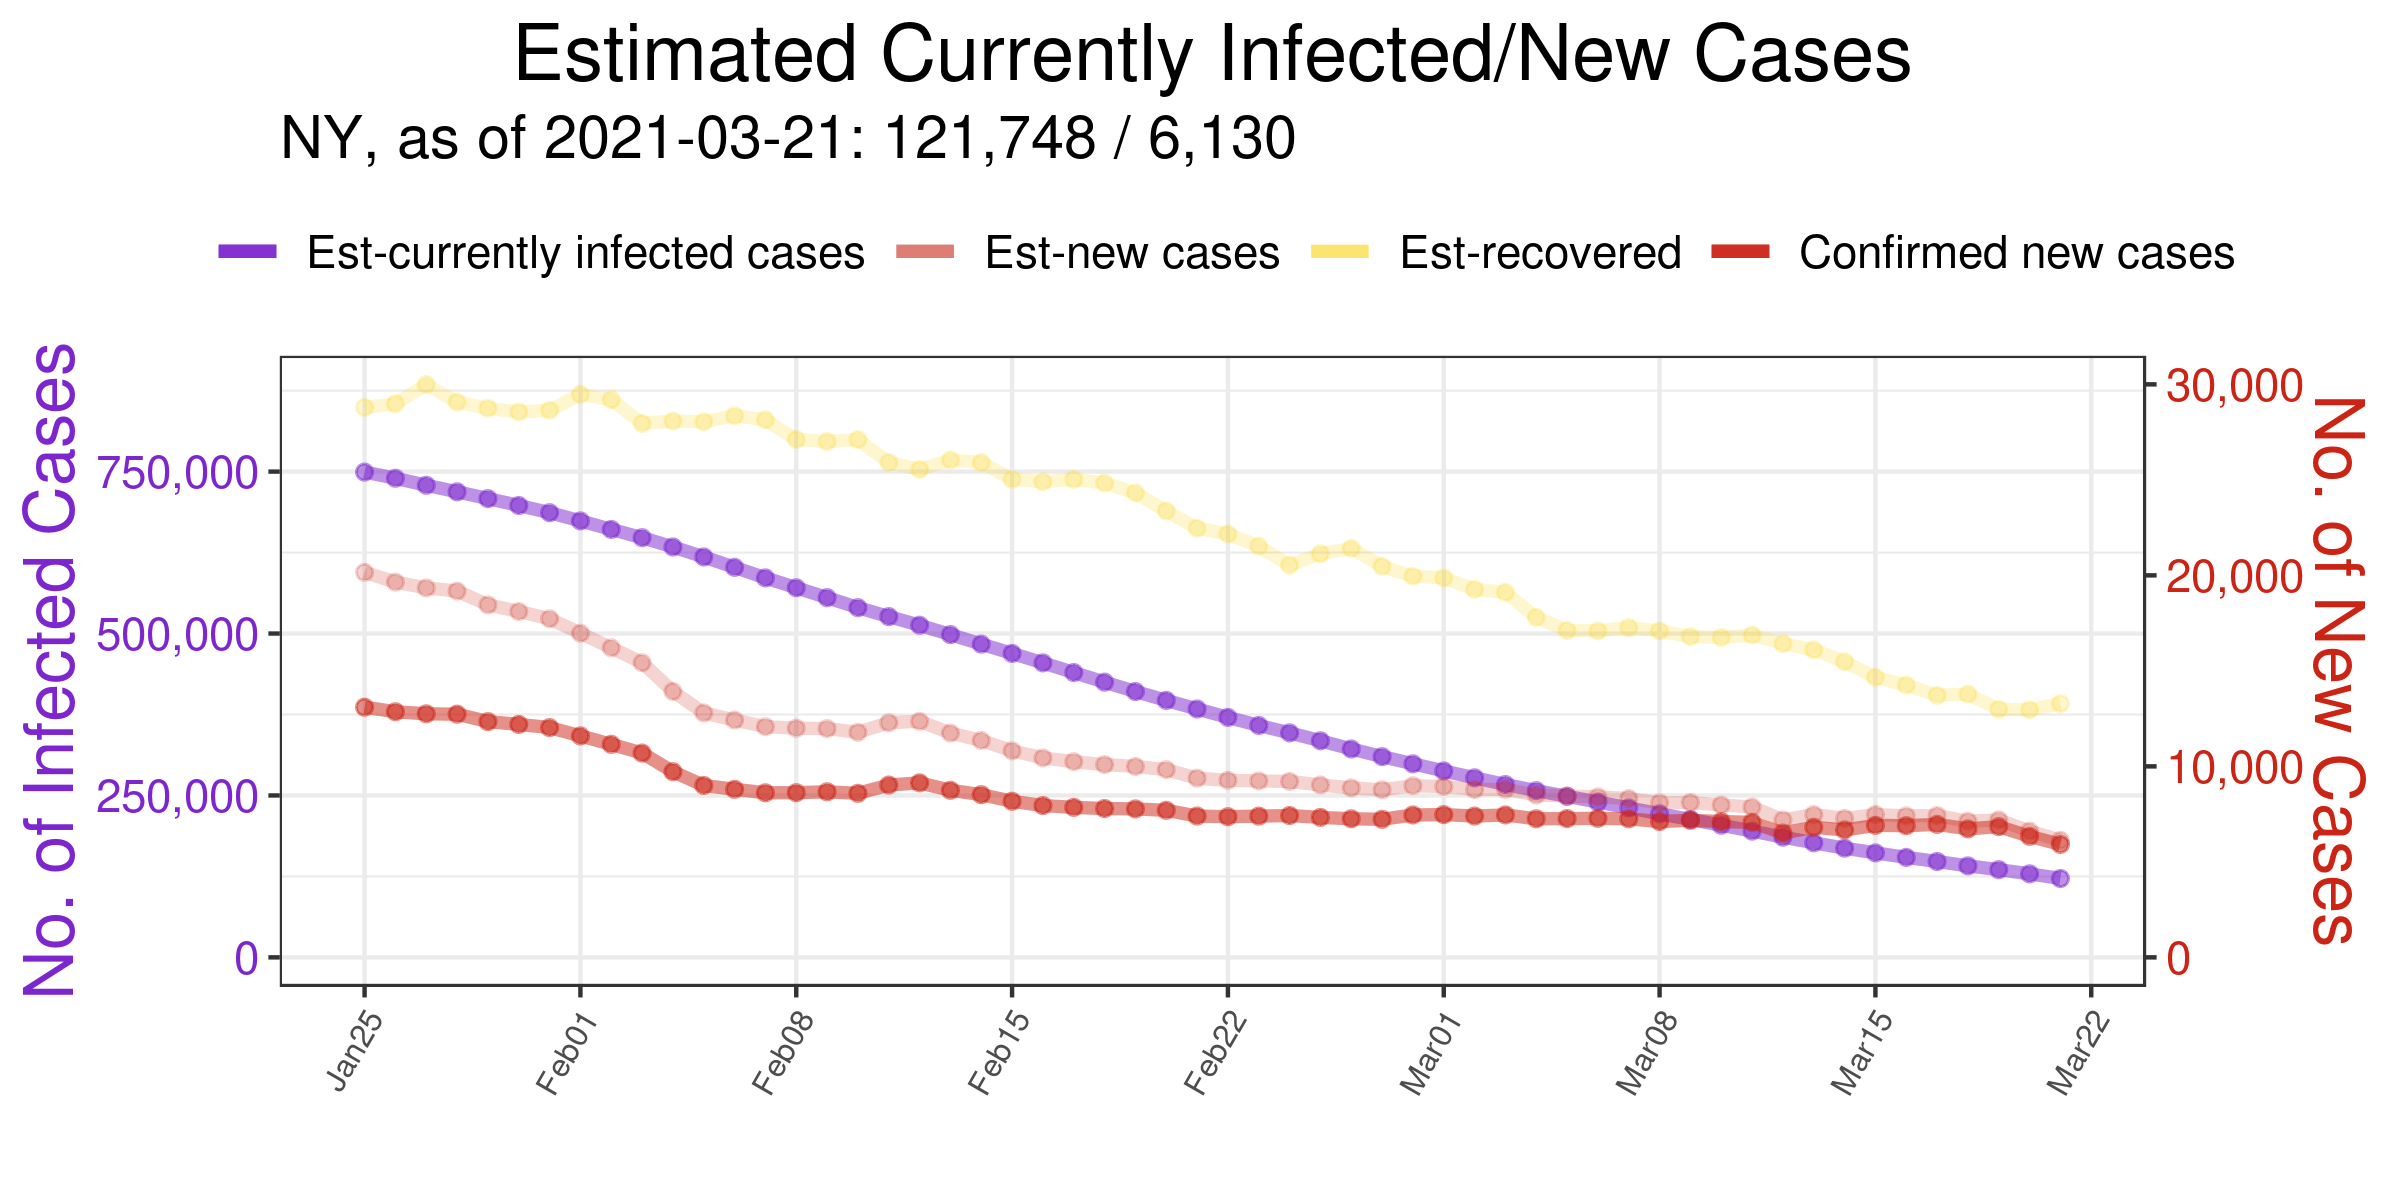 Estimated Currently Infected/New Cases
NY, as of 2021-03-21: 121,748 / 6,130
Est-currently infected cases Est-new cases Est-recovered Confirmed new cases
No. of Infected Cases
750,000
500,000
250,000
0
30,000
20,000
10,000
0
No. of New Cases
Jan25 Feb01 Feb08 Feb15 Feb22 Mar01 Mar08 Mar15 Mar22